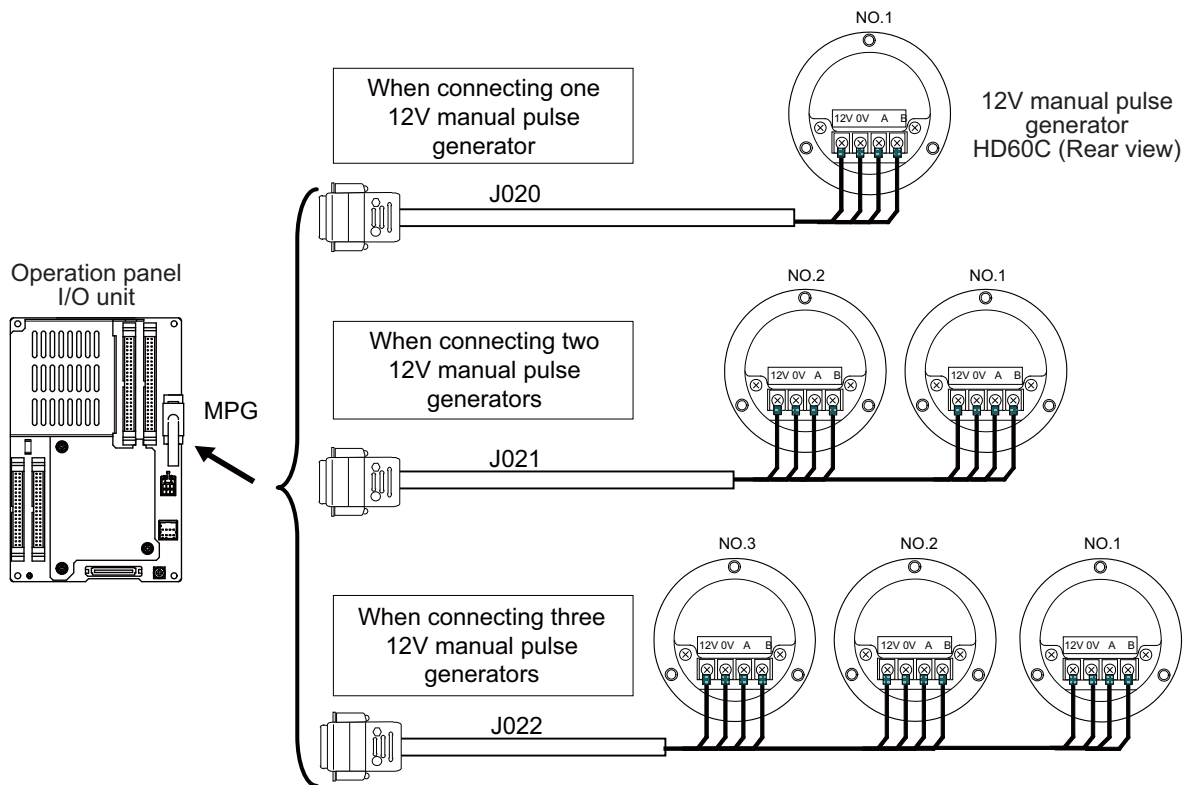 NO.1
When connecting one
12V manual pulse
generator
12V 0V A B
12V manual pulse
generator
HD60C (Rear view)
J020
Operation panel
I/O unit
MPG
NO.2
NO.1
When connecting two
12V manual pulse
generators
12V 0V A B
12V 0V A B
J021
NO.3
NO.2
NO.1
When connecting three
12V manual pulse
generators
12V 0V A B
12V 0V A B
12V 0V A B
J022